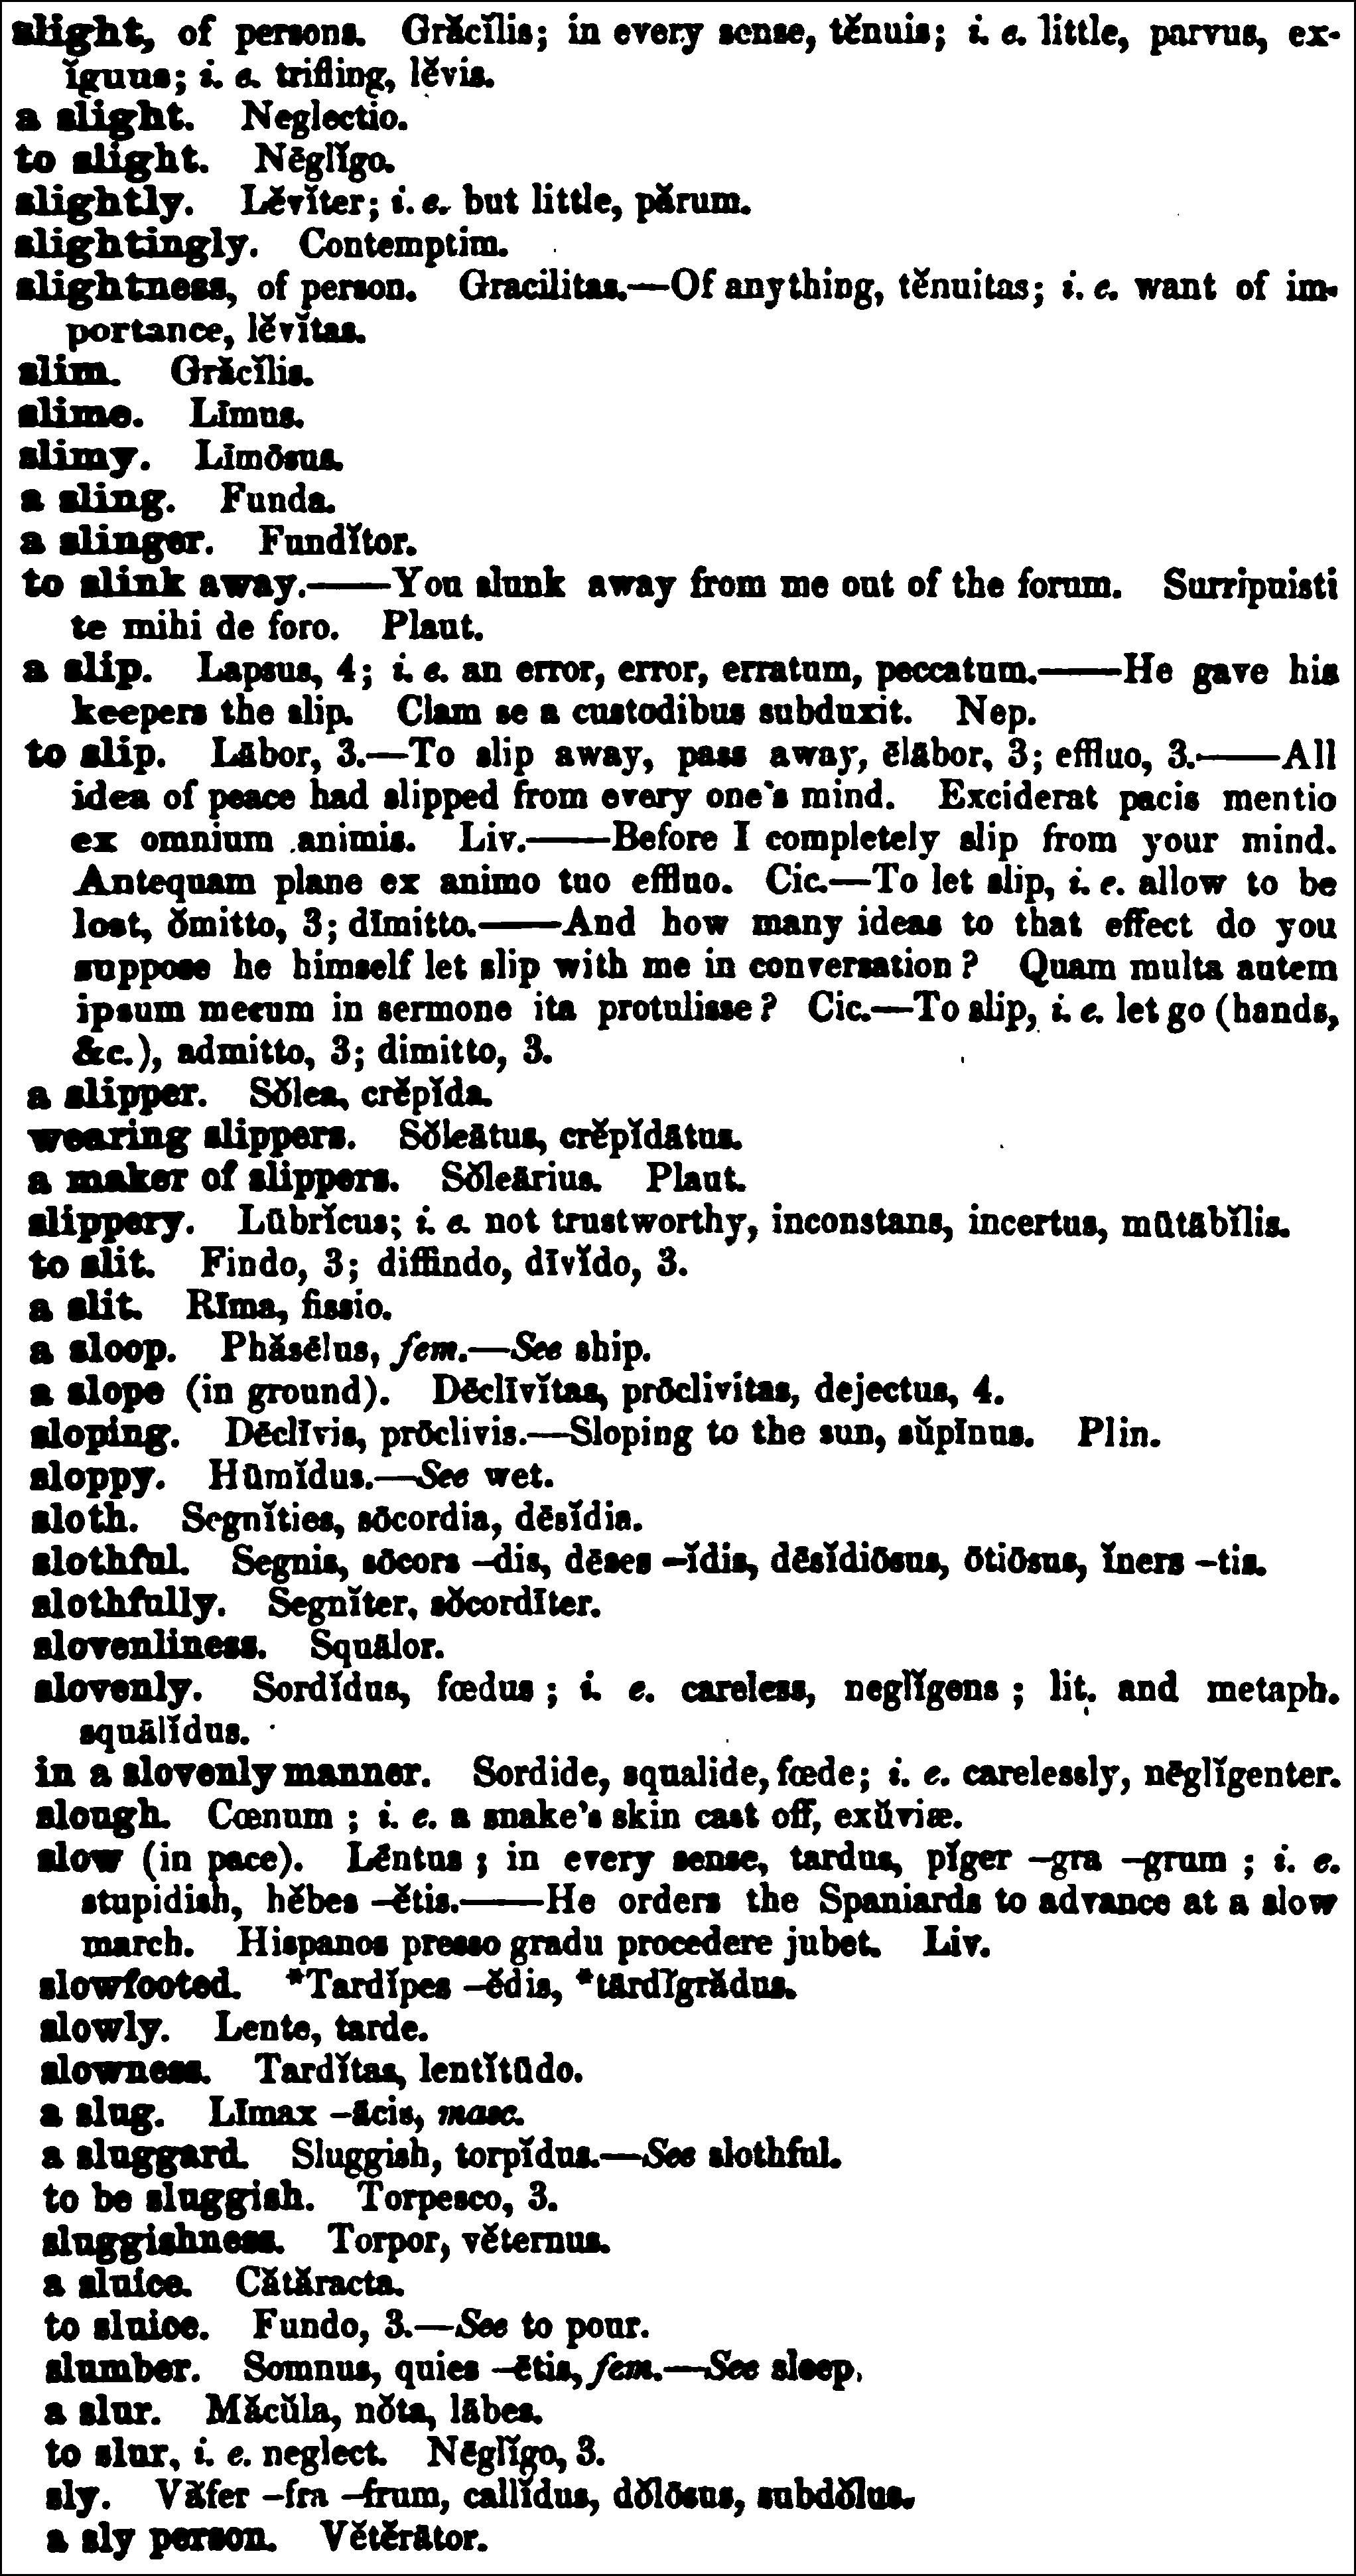 slight, of persons. Grăcĭlis; in every sense, tĕnuis; i. e. little, parvus, ex-
ĭguus; i. e. trifling, lĕvis.
a slight. Neglectio.
to slight. Nēglĭgo.
slightly. Lĕvĭter; i. e. but little, părum.
slightingly. Contemptim.
slightness, of person. Gracilitas.—Of anything, tĕnuitas; i. e. want of im-
portance, lĕvĭtas.
slim. Grăcĭlis.
slime. Līmus.
slimy. Līmōsus.
a sling. Funda.
a slinger. Fundĭtor.
to slink away.——You slunk away from me out of the forum. Surripuisti
te mihi de foro. Plaut.
a slip. Lapsus, 4; i. e. an error, error, erratum, peccatum.——He gave his
keepers the slip. Clam se a custodibus subduxit. Nep.
to slip. Lābor, 3.—To slip away, pass away, ēlābor, 3; effluo, 3.——All
idea of peace had slipped from every one's mind. Exciderat pacis mentio
ex omnium animis. Liv.——Before I completely slip from your mind.
Antequam plane ex animo tuo effluo. Cic.—To let slip, i. e. allow to be
lost, ŏmitto, 3; dīmitto.——And how many ideas to that effect do you
suppose he himself let slip with me in conversation? Quam multa autem
ipsum mecum in sermone ita protulisse? Cic.—To slip, i. e. let go (hands,
&c.), admitto, 3; dimitto, 3.
a slipper. Sŏlea, crĕpĭda.
wearing slippers. Sŏleātus, crĕpĭdātus.
a maker of slippers. Sŏleārius. Plaut.
slippery. Lūbrĭcus; i. e. not trustworthy, inconstans, incertus, mūtābĭlis.
to slit. Findo, 3; diffindo, dīvĭdo, 3.
a slit. Rīma, fissio.
a sloop. Phăsēlus, fem.—See ship.
a slope (in ground). Dēclīvĭtas, prōclivitas, dejectus, 4.
sloping. Dēclīvis, prōclivis.—Sloping to the sun, sŭpīnus. Plin.
sloppy. Hūmĭdus.—See wet.
sloth. Segnĭties, sōcordia, dēsĭdia.
slothful. Segnis, sōcors –dis, dēses –ĭdis, dēsĭdiōsus, ōtiōsus, ĭners –tis.
slothfully. Segnĭter, sŏcordīter.
slovenliness. Squālor.
slovenly. Sordĭdus, fœdus; i. e. careless, neglĭgens; lit. and metaph.
squālĭdus.
in a slovenly manner. Sordide, squalide, fœde; i. e. carelessly, nēglĭgenter.
slough. Cœnum; i. e. a snake's skin cast off, exŭviæ.
slow (in pace). Lēntus; in every sense, tardus, pĭger –gra –grum; i. e.
stupidish, hĕbes –ĕtis.——He orders the Spaniards to advance at a slow
march. Hispanos presso gradu procedere jubet. Liv.
slowfooted. *Tardĭpes –ĕdis, *tārdĭgrădus.
slowly. Lente, tarde.
slowness. Tardĭtas, lentĭtūdo.
a slug. Līmax –ācis, masc.
a sluggard. Sluggish, torpĭdus.—See slothful.
to be sluggish. Torpesco, 3.
sluggishness. Torpor, vĕternus.
a sluice. Cătăracta.
to sluice. Fundo, 3.—See to pour.
slumber. Somnus, quies –ētis, fem.—See sleep.
a slur. Măcŭla, nŏta, lābes.
to slur, i. e. neglect. Nēglĭgo, 3.
sly. Văfer –fra –frum, callĭdus, dŏlōsus, subdŏlus.
a sly person. Vĕtĕrātor.